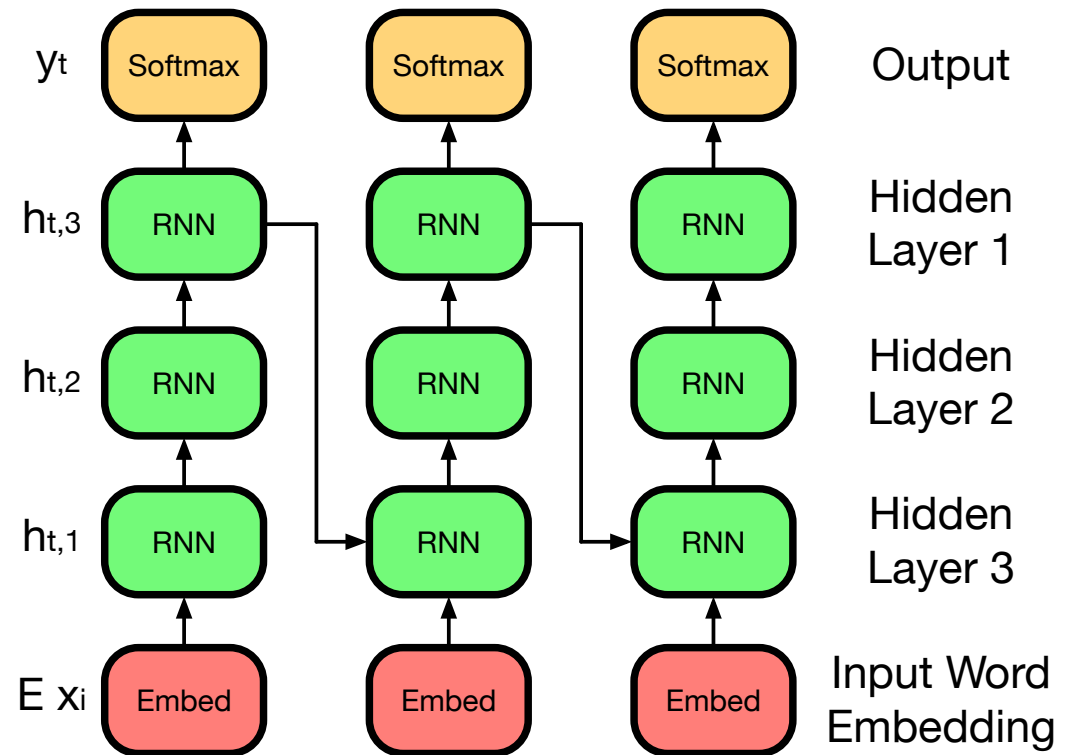 yt Softmax Softmax Softmax Output
ht,3 RNN RNN RNN Hidden
Layer 1
ht,2 RNN RNN RNN Hidden
Layer 2
ht,1 RNN RNN RNN Hidden
Layer 3
E xi Embed Embed Embed Input Word
Embedding